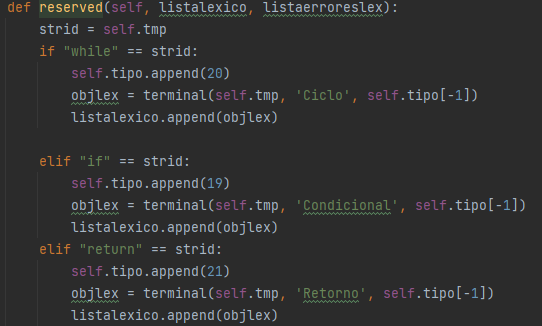 def reserved(self, listalexico, listaerroreslex):
strid = self.tmp
if "while" == strid:
self.tipo.append(20)
objlex = terminal(self.tmp, 'Ciclo', self.tipo[-1])
listalexico.append(objlex)
elif "if" == strid:
self.tipo.append(19)
objlex = terminal(self.tmp, 'Condicional', self.tipo[-1])
listalexico.append(objlex)
elif "return" == strid:
self.tipo.append(21)
objlex = terminal(self.tmp, 'Retorno', self.tipo[-1])
listalexico.append(objlex)